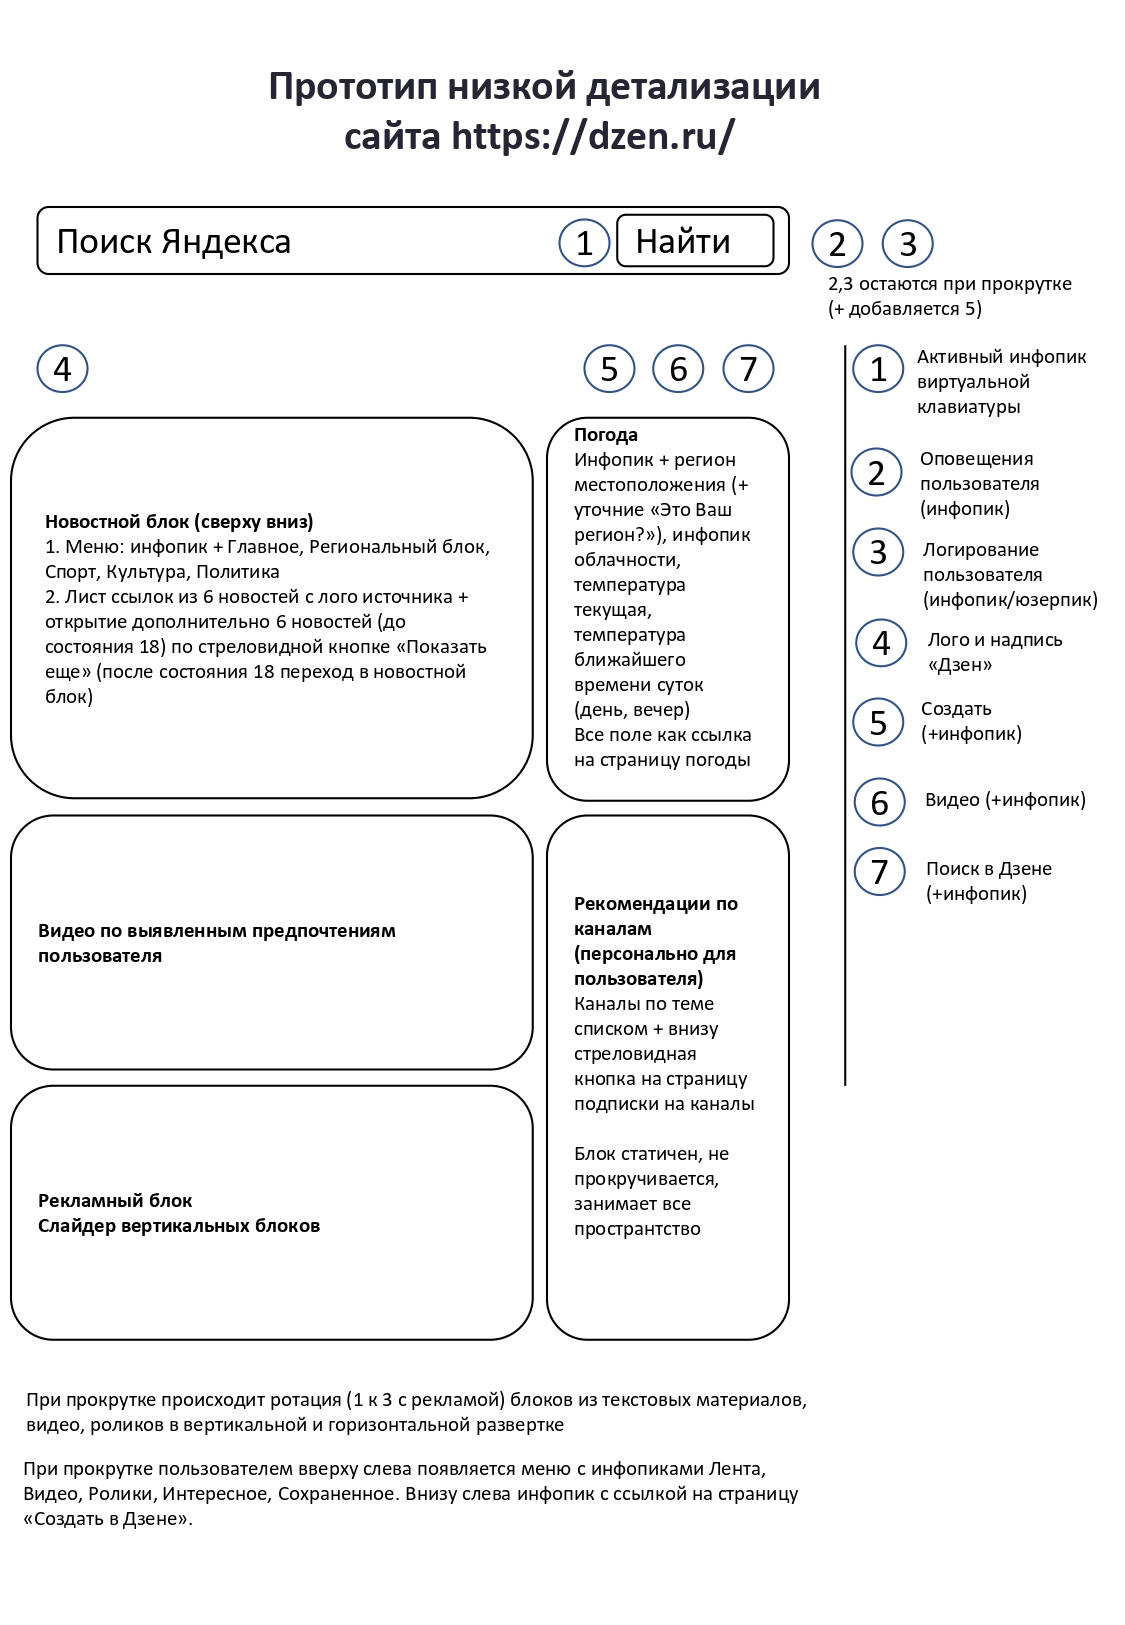 Прототип низкой детализации
сайта https://dzen.ru/
Поиск Яндекса
1
Найти
2
3
2,3 остаются при прокрутке
(+ добавляется 5)
4
5
6
7
Новостной блок (сверху вниз)
1. Меню: инфопик + Главное, Региональный блок,
Спорт, Культура, Политика
2. Лист ссылок из 6 новостей с лого источника +
открытие дополнительно 6 новостей (до
состояния 18) по стреловидной кнопке «Показать
еще» (после состояния 18 переход в новостной
блок)
Погода
Инфопик + регион
местоположения (+
уточние «Это Ваш
регион?»), инфопик
облачности,
температура
текущая,
температура
ближайшего
времени суток
(день, вечер)
Все поле как ссылка
на страницу погоды
Видео по выявленным предпочтениям
пользователя
Рекламный блок
Слайдер вертикальных блоков
Рекомендации по
каналам
(персонально для
пользователя)
Каналы по теме
списком + внизу
стреловидная
кнопка на страницу
подписки на каналы
Блок статичен, не
прокручивается,
занимает все
пространтство
1
Активный инфопик
виртуальной
клавиатуры
2
Оповещения
пользователя
(инфопик)
3
Логирование
пользователя
(инфопик/юзерпик)
4
Лого и надпись
«Дзен»
5
Создать
(+инфопик)
6
Видео (+инфопик)
7
Поиск в Дзене
(+инфопик)
При прокрутке происходит ротация (1 к 3 с рекламой) блоков из текстовых материалов,
видео, роликов в вертикальной и горизонтальной развертке
При прокрутке пользователем вверху слева появляется меню с инфопиками Лента,
Видео, Ролики, Интересное, Сохраненное. Внизу слева инфопик с ссылкой на страницу
«Создать в Дзене».